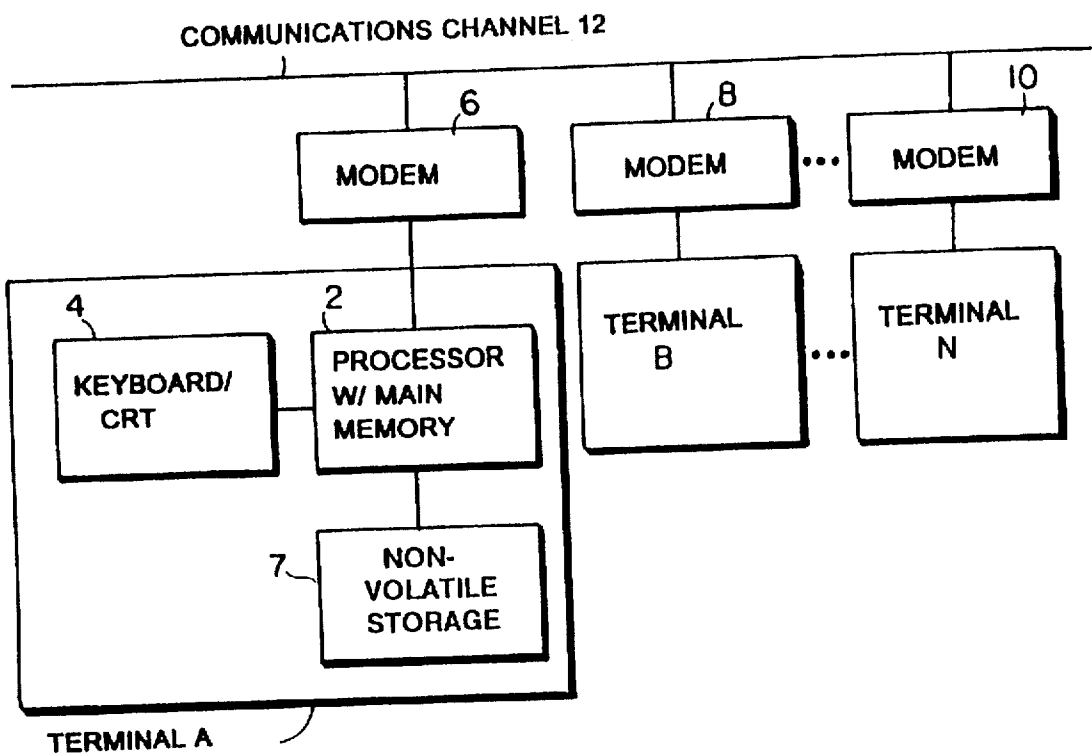 COMMUNICATIONS CHANNEL 12
6
8
10
MODEM
MODEM
•••
MODEM
4
2
KEYBOARD/
CRT
PROCESSOR
W/ MAIN
MEMORY
TERMINAL
B
•••
TERMINAL
N
7
NON-
VOLATILE
STORAGE
TERMINAL A